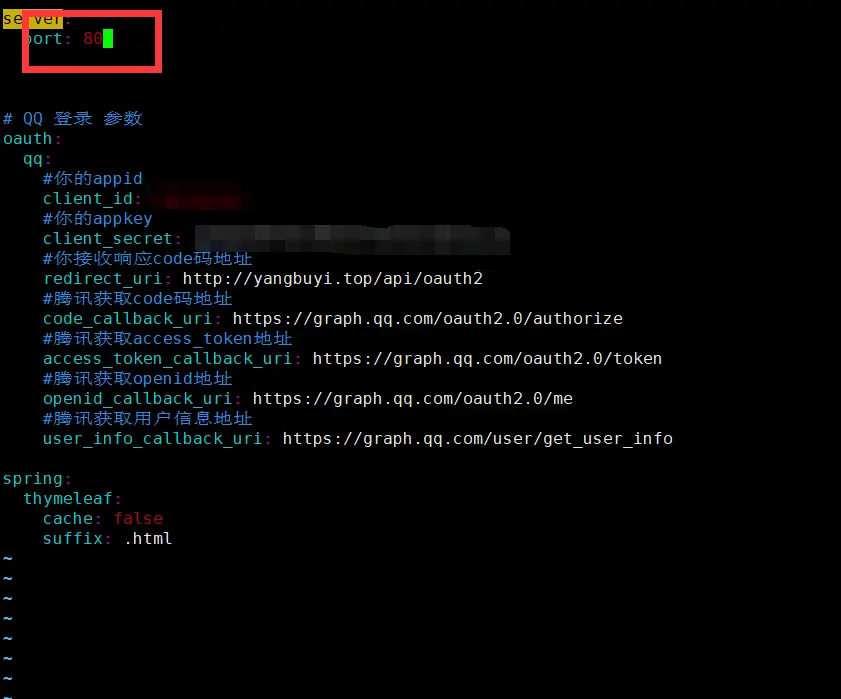 server:
port: 80
# QQ 登录 参数
oauth:
qq:
#你的appid
client_id:
#你的appkey
client_secret:
#你接收响应code码地址
redirect_uri: http://yangbuyi.top/api/oauth2
#腾讯获取code码地址
code_callback_uri: https://graph.qq.com/oauth2.0/authorize
#腾讯获取access_token地址
access_token_callback_uri: https://graph.qq.com/oauth2.0/token
#腾讯获取openid地址
openid_callback_uri: https://graph.qq.com/oauth2.0/me
#腾讯获取用户信息地址
user_info_callback_uri: https://graph.qq.com/user/get_user_info
spring:
thymeleaf:
cache: false
suffix: .html
~
~
~
~
~
~
~
~